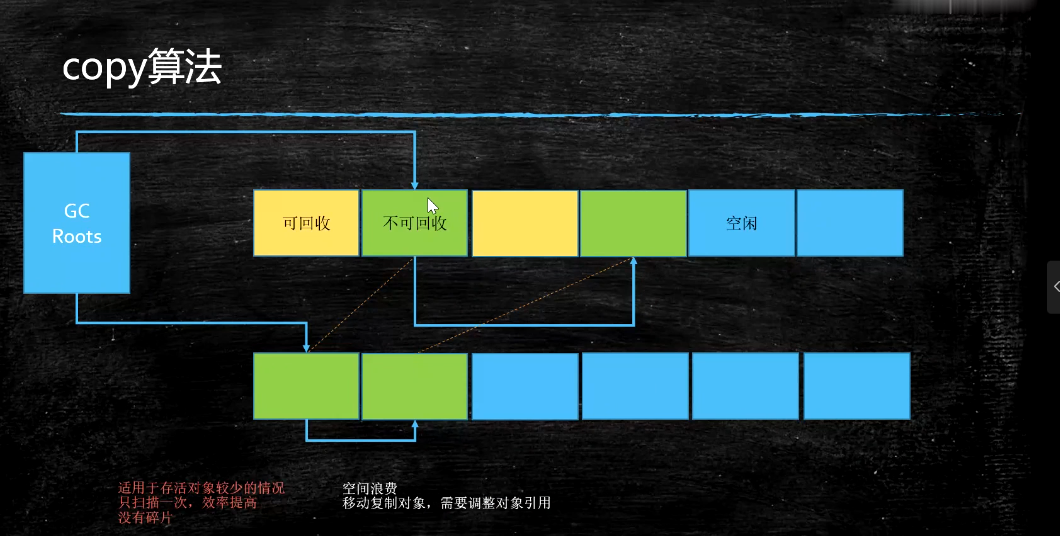 copy算法
GC
Roots
可回收
不可回收
空闲
适用于存活对象较少的情况
只扫描一次，效率提高
没有碎片
空间浪费
移动复制对象，需要调整对象引用